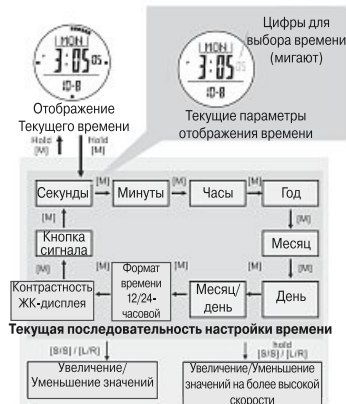 Цифры для
выбора времени
(мигают)
MON
3:05 05
10-8
MON
3:05 05
10-8
Отображение
Текущего времени
Текущие параметры
отображения времени
Hold
[M]
Hold
[M]
Секунды
[M]
Минуты
[M]
Часы
[M]
Год
[M]
[M]
Кнопка
сигнала
Месяц
[M]
[M]
[M]
[M]
[M]
Контрастность
ЖК-дисплея
Формат
времени
12/24-
часовой
Месяц/
день
День
Текущая последовательность настройки времени
[S/S] / [L/R]
hold
[S/S] / [L/R]
Увеличение/
Уменьшение значений
Увеличение/Уменьшение
значений на более высокой
скорости